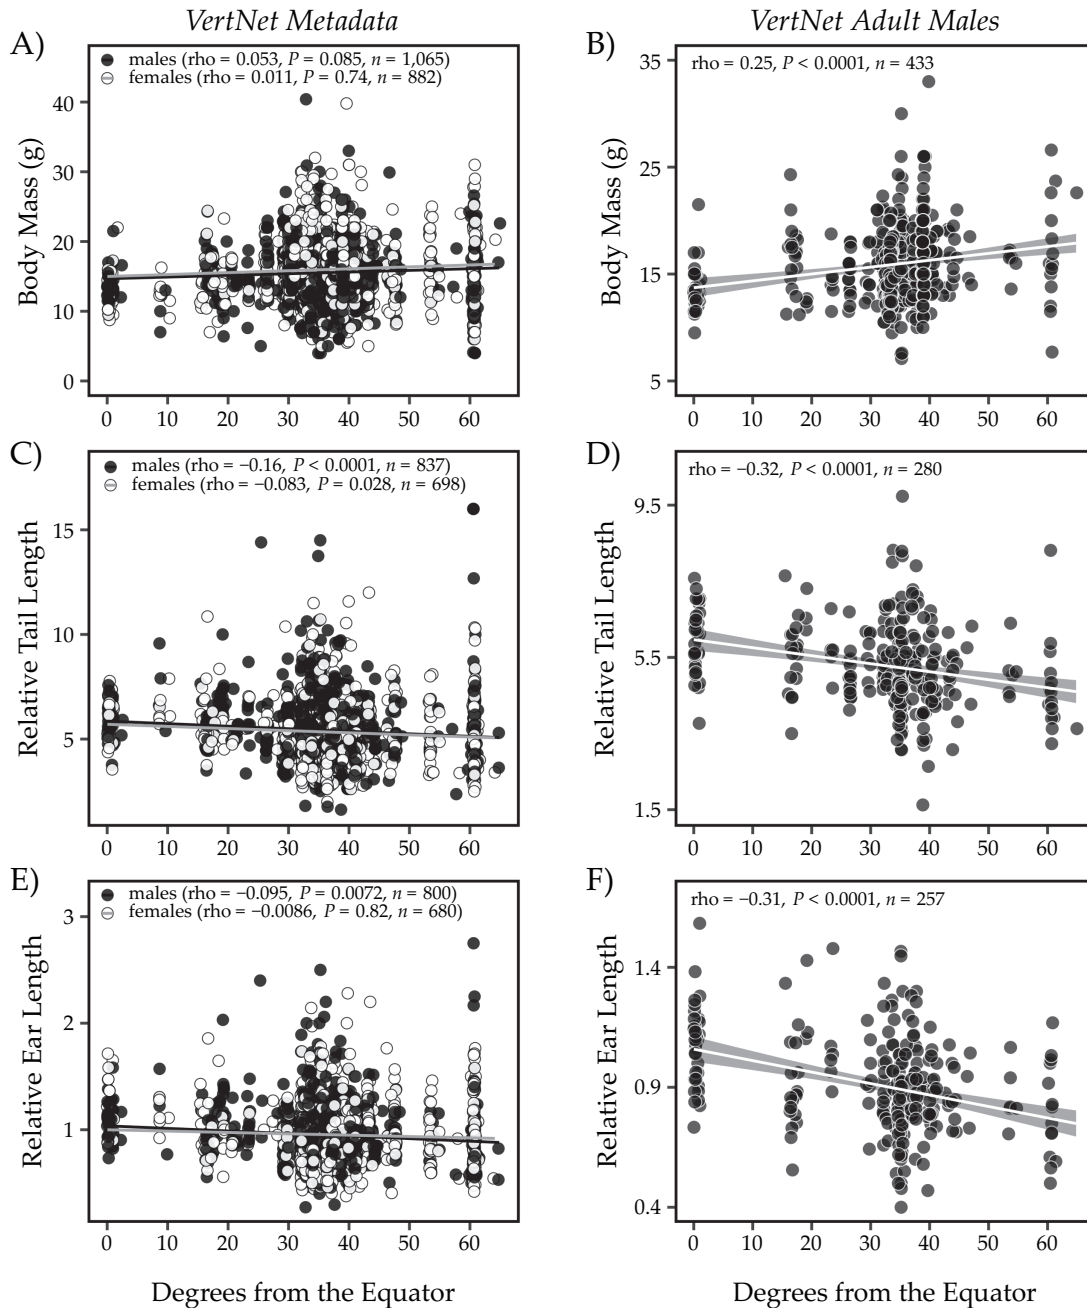 VertNet Metadata
VertNet Adult Males
A)
males (rho = 0.053, P = 0.085, n = 1,065)
females (rho = 0.011, P = 0.74, n = 882)
Body Mass (g)
40
30
20
10
0
0 10 20 30 40 50 60
B)
rho = 0.25, P < 0.0001, n = 433
Body Mass (g)
35
25
15
5
0 10 20 30 40 50 60
C)
males (rho = −0.16, P < 0.0001, n = 837)
females (rho = −0.083, P = 0.028, n = 698)
Relative Tail Length
15
10
5
0 10 20 30 40 50 60
D)
rho = −0.32, P < 0.0001, n = 280
Relative Tail Length
9.5
5.5
1.5
0 10 20 30 40 50 60
E)
males (rho = −0.095, P = 0.0072, n = 800)
females (rho = −0.0086, P = 0.82, n = 680)
Relative Ear Length
3
2
1
0 10 20 30 40 50 60
Degrees from the Equator
F)
rho = −0.31, P < 0.0001, n = 257
Relative Ear Length
1.4
0.9
0.4
0 10 20 30 40 50 60
Degrees from the Equator